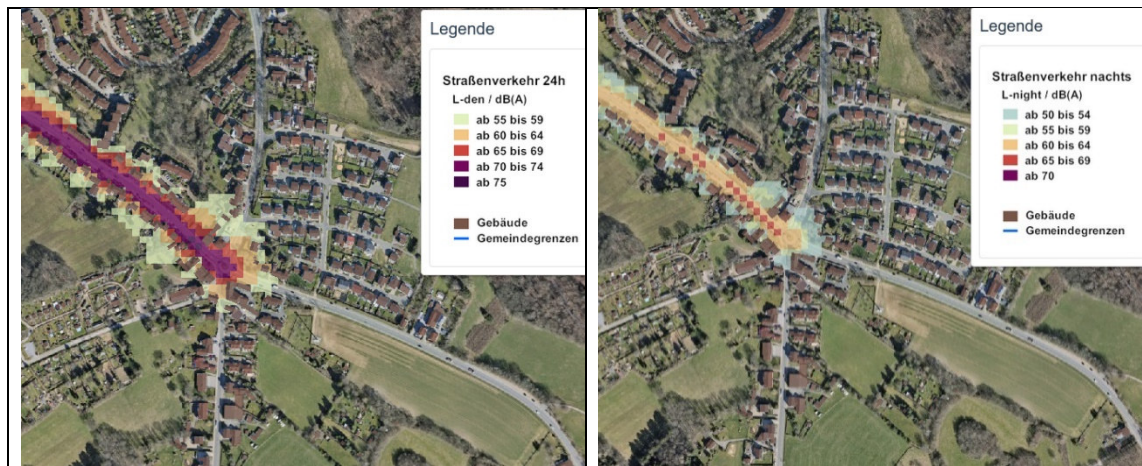 Legende
Straßenverkehr 24h
L-den / dB(A)
ab 55 bis 59
ab 60 bis 64
ab 65 bis 69
ab 70 bis 74
ab 75
Gebäude
Gemeindegrenzen
Legende
Straßenverkehr nachts
L-night / dB(A)
ab 50 bis 54
ab 55 bis 59
ab 60 bis 64
ab 65 bis 69
ab 70
Gebäude
Gemeindegrenzen